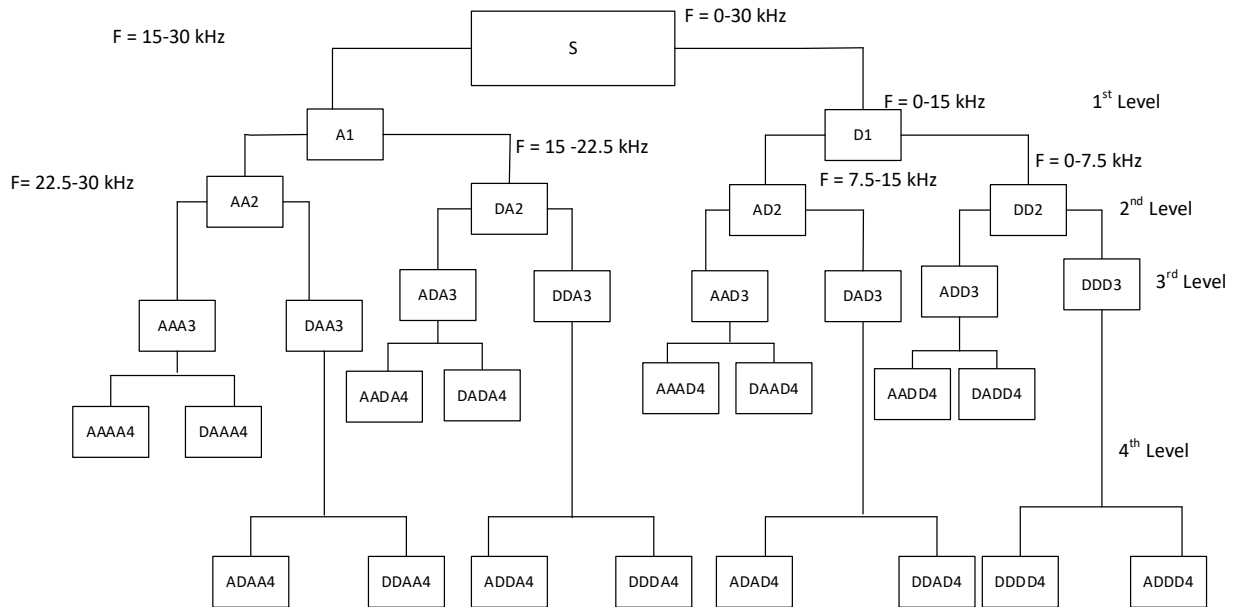 F = 0-30 kHz
F = 15-30 kHz
S
F = 0-15 kHz
1st Level
A1
D1
F = 15 -22.5 kHz
F = 0-7.5 kHz
F= 22.5-30 kHz
F = 7.5-15 kHz
AA2
DA2
AD2
DD2
2nd Level
ADA3
DDA3
AAD3
DAD3
ADD3
DDD3
3rd Level
AAA3
DAA3
AADA4
DADA4
AAAD4
DAAD4
AADD4
DADD4
AAAA4
DAAA4
4th Level
ADAA4
DDAA4
ADDA4
DDDA4
ADAD4
DDAD4
DDDD4
ADDD4